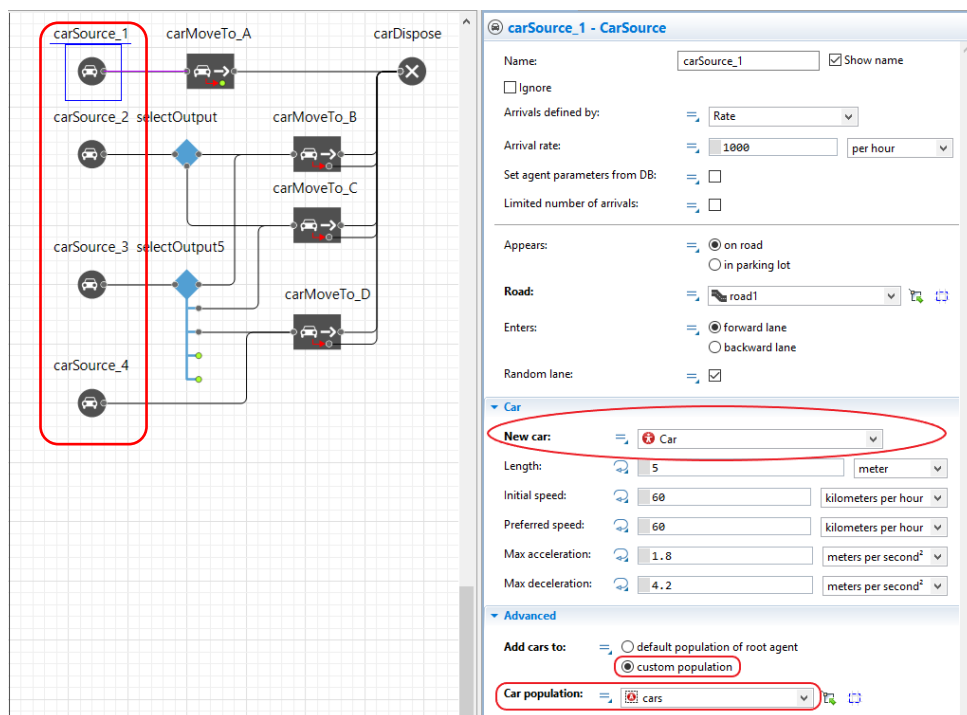 carSource_1
carMoveTo_A
carDispose
carSource_2
selectOutput
carMoveTo_B
carMoveTo_C
carSource_3
selectOutput5
carMoveTo_D
carSource_4
carSource_1 - CarSource
Name:
carSource_1
Show name
Ignore
Arrivals defined by:
Rate
Arrival rate:
1000
per hour
Set agent parameters from DB:
Limited number of arrivals:
Appears:
on road
in parking lot
Road:
road1
Enters:
forward lane
backward lane
Random lane:
Car
New car:
Car
Length:
5
meter
Initial speed:
60
kilometers per hour
Preferred speed:
60
kilometers per hour
Max acceleration:
1.8
meters per second²
Max deceleration:
4.2
meters per second²
Advanced
Add cars to:
default population of root agent
custom population
Car population:
cars